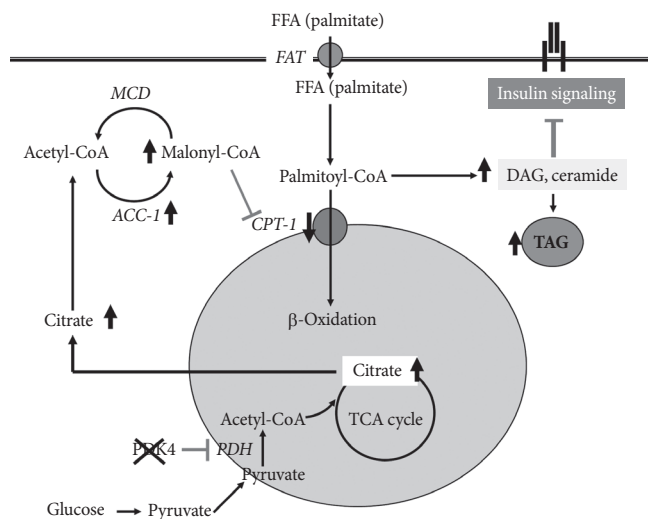 FFA (palmitate)
FAT
FFA (palmitate)
Insulin signaling
MCD
Acetyl-CoA
Malonyl-CoA
ACC-1
Palmitoyl-CoA
DAG, ceramide
CPT-1
TAG
β-Oxidation
Citrate
Citrate
Acetyl-CoA
TCA cycle
PDK4
PDH
Pyruvate
Glucose
Pyruvate